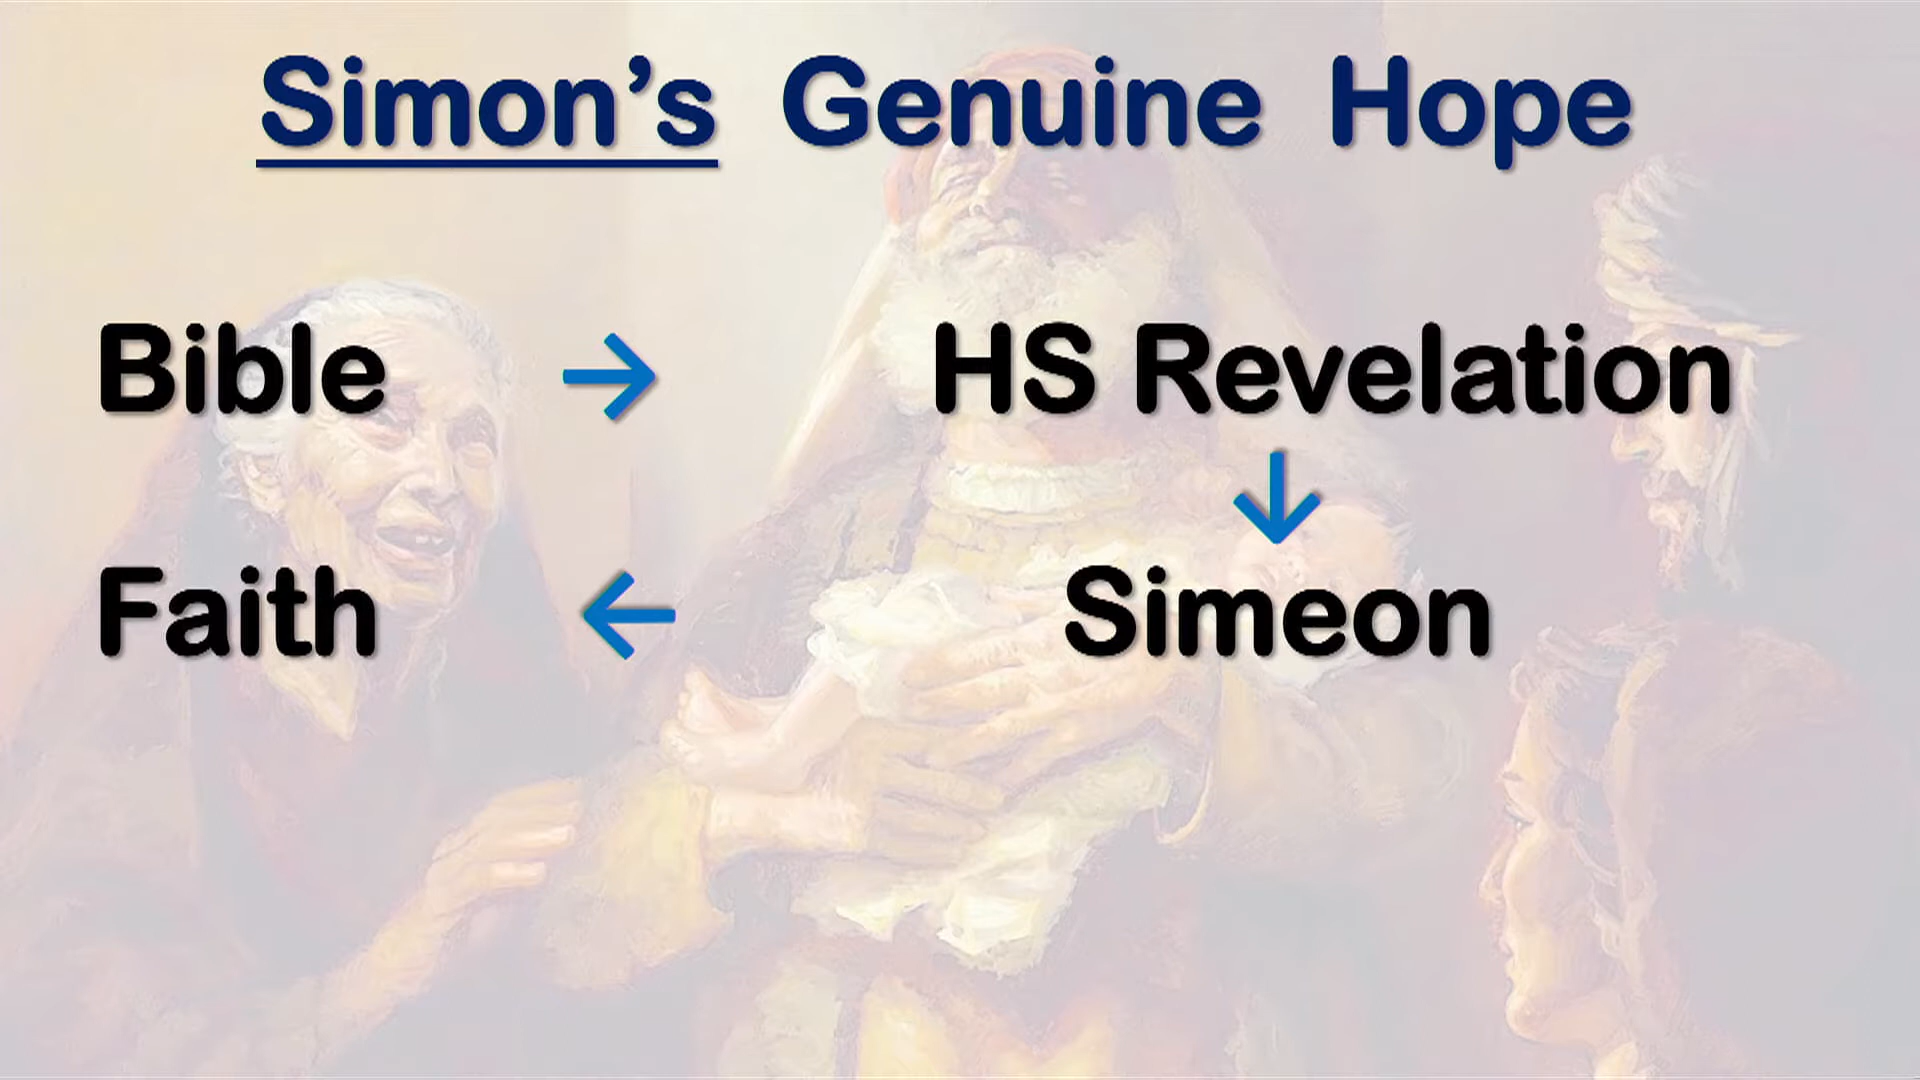 Simon’s Genuine Hope
Bible → HS Revelation
↓
Faith ← Simeon